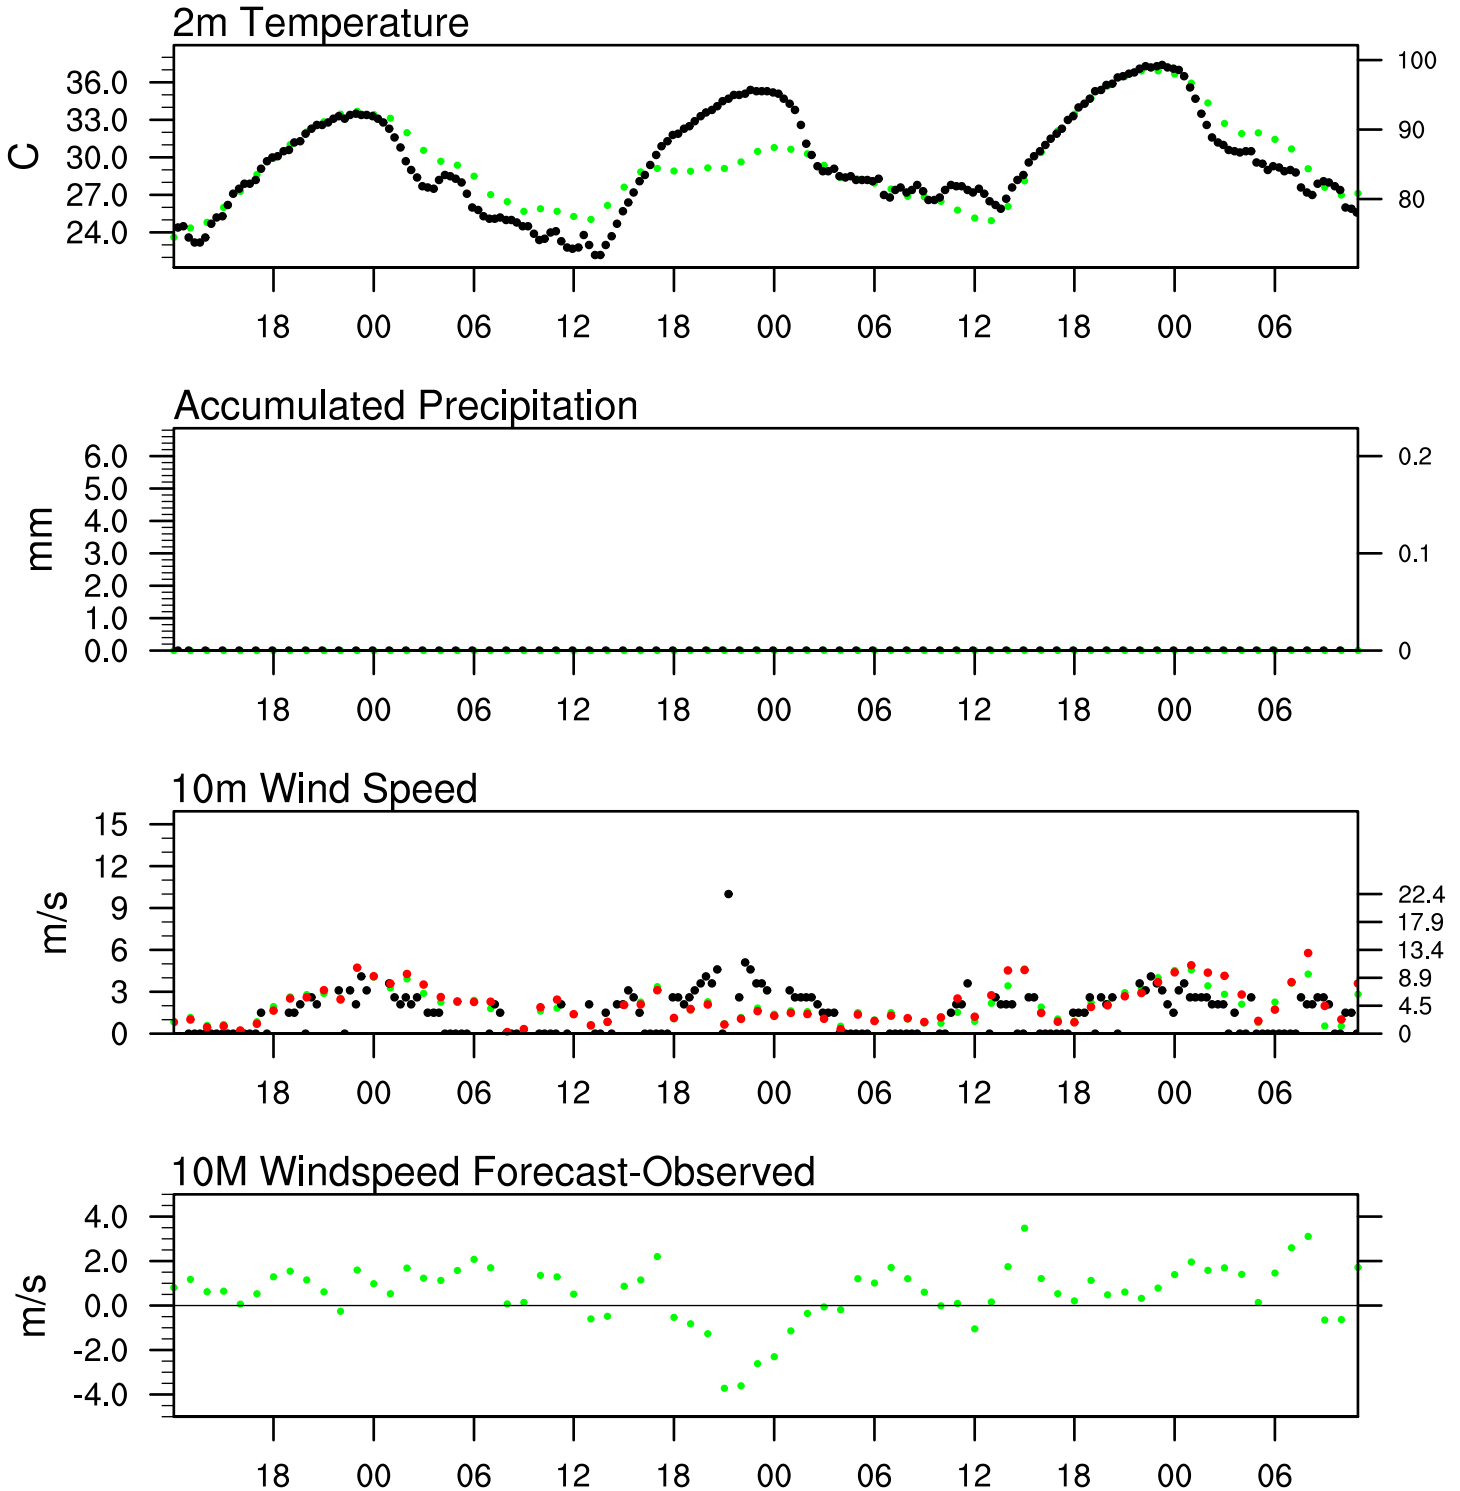 2m Temperature
36.0
33.0
30.0
27.0
24.0
C
100
90
80
18 00 06 12 18 00 06 12 18 00 06
Accumulated Precipitation
6.0
5.0
4.0
3.0
2.0
1.0
0.0
mm
0.2
0.1
0
18 00 06 12 18 00 06 12 18 00 06
10m Wind Speed
15
12
9
6
3
0
m/s
22.4
17.9
13.4
8.9
4.5
0
18 00 06 12 18 00 06 12 18 00 06
10M Windspeed Forecast-Observed
4.0
2.0
0.0
-2.0
-4.0
m/s
18 00 06 12 18 00 06 12 18 00 06